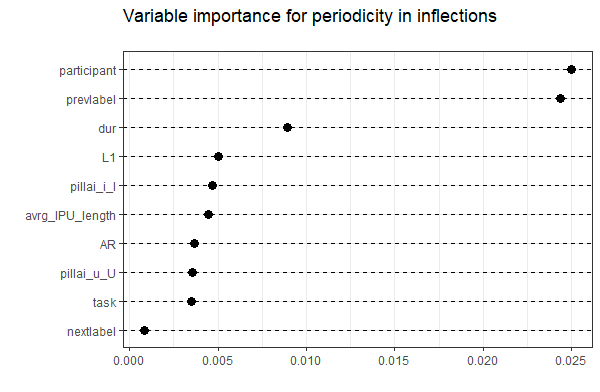 Variable importance for periodicity in inflections
participant
prevlabel
dur
L1
pillai_i_I
avrg_IPU_length
AR
pillai_u_U
task
nextlabel
0.000 0.005 0.010 0.015 0.020 0.025